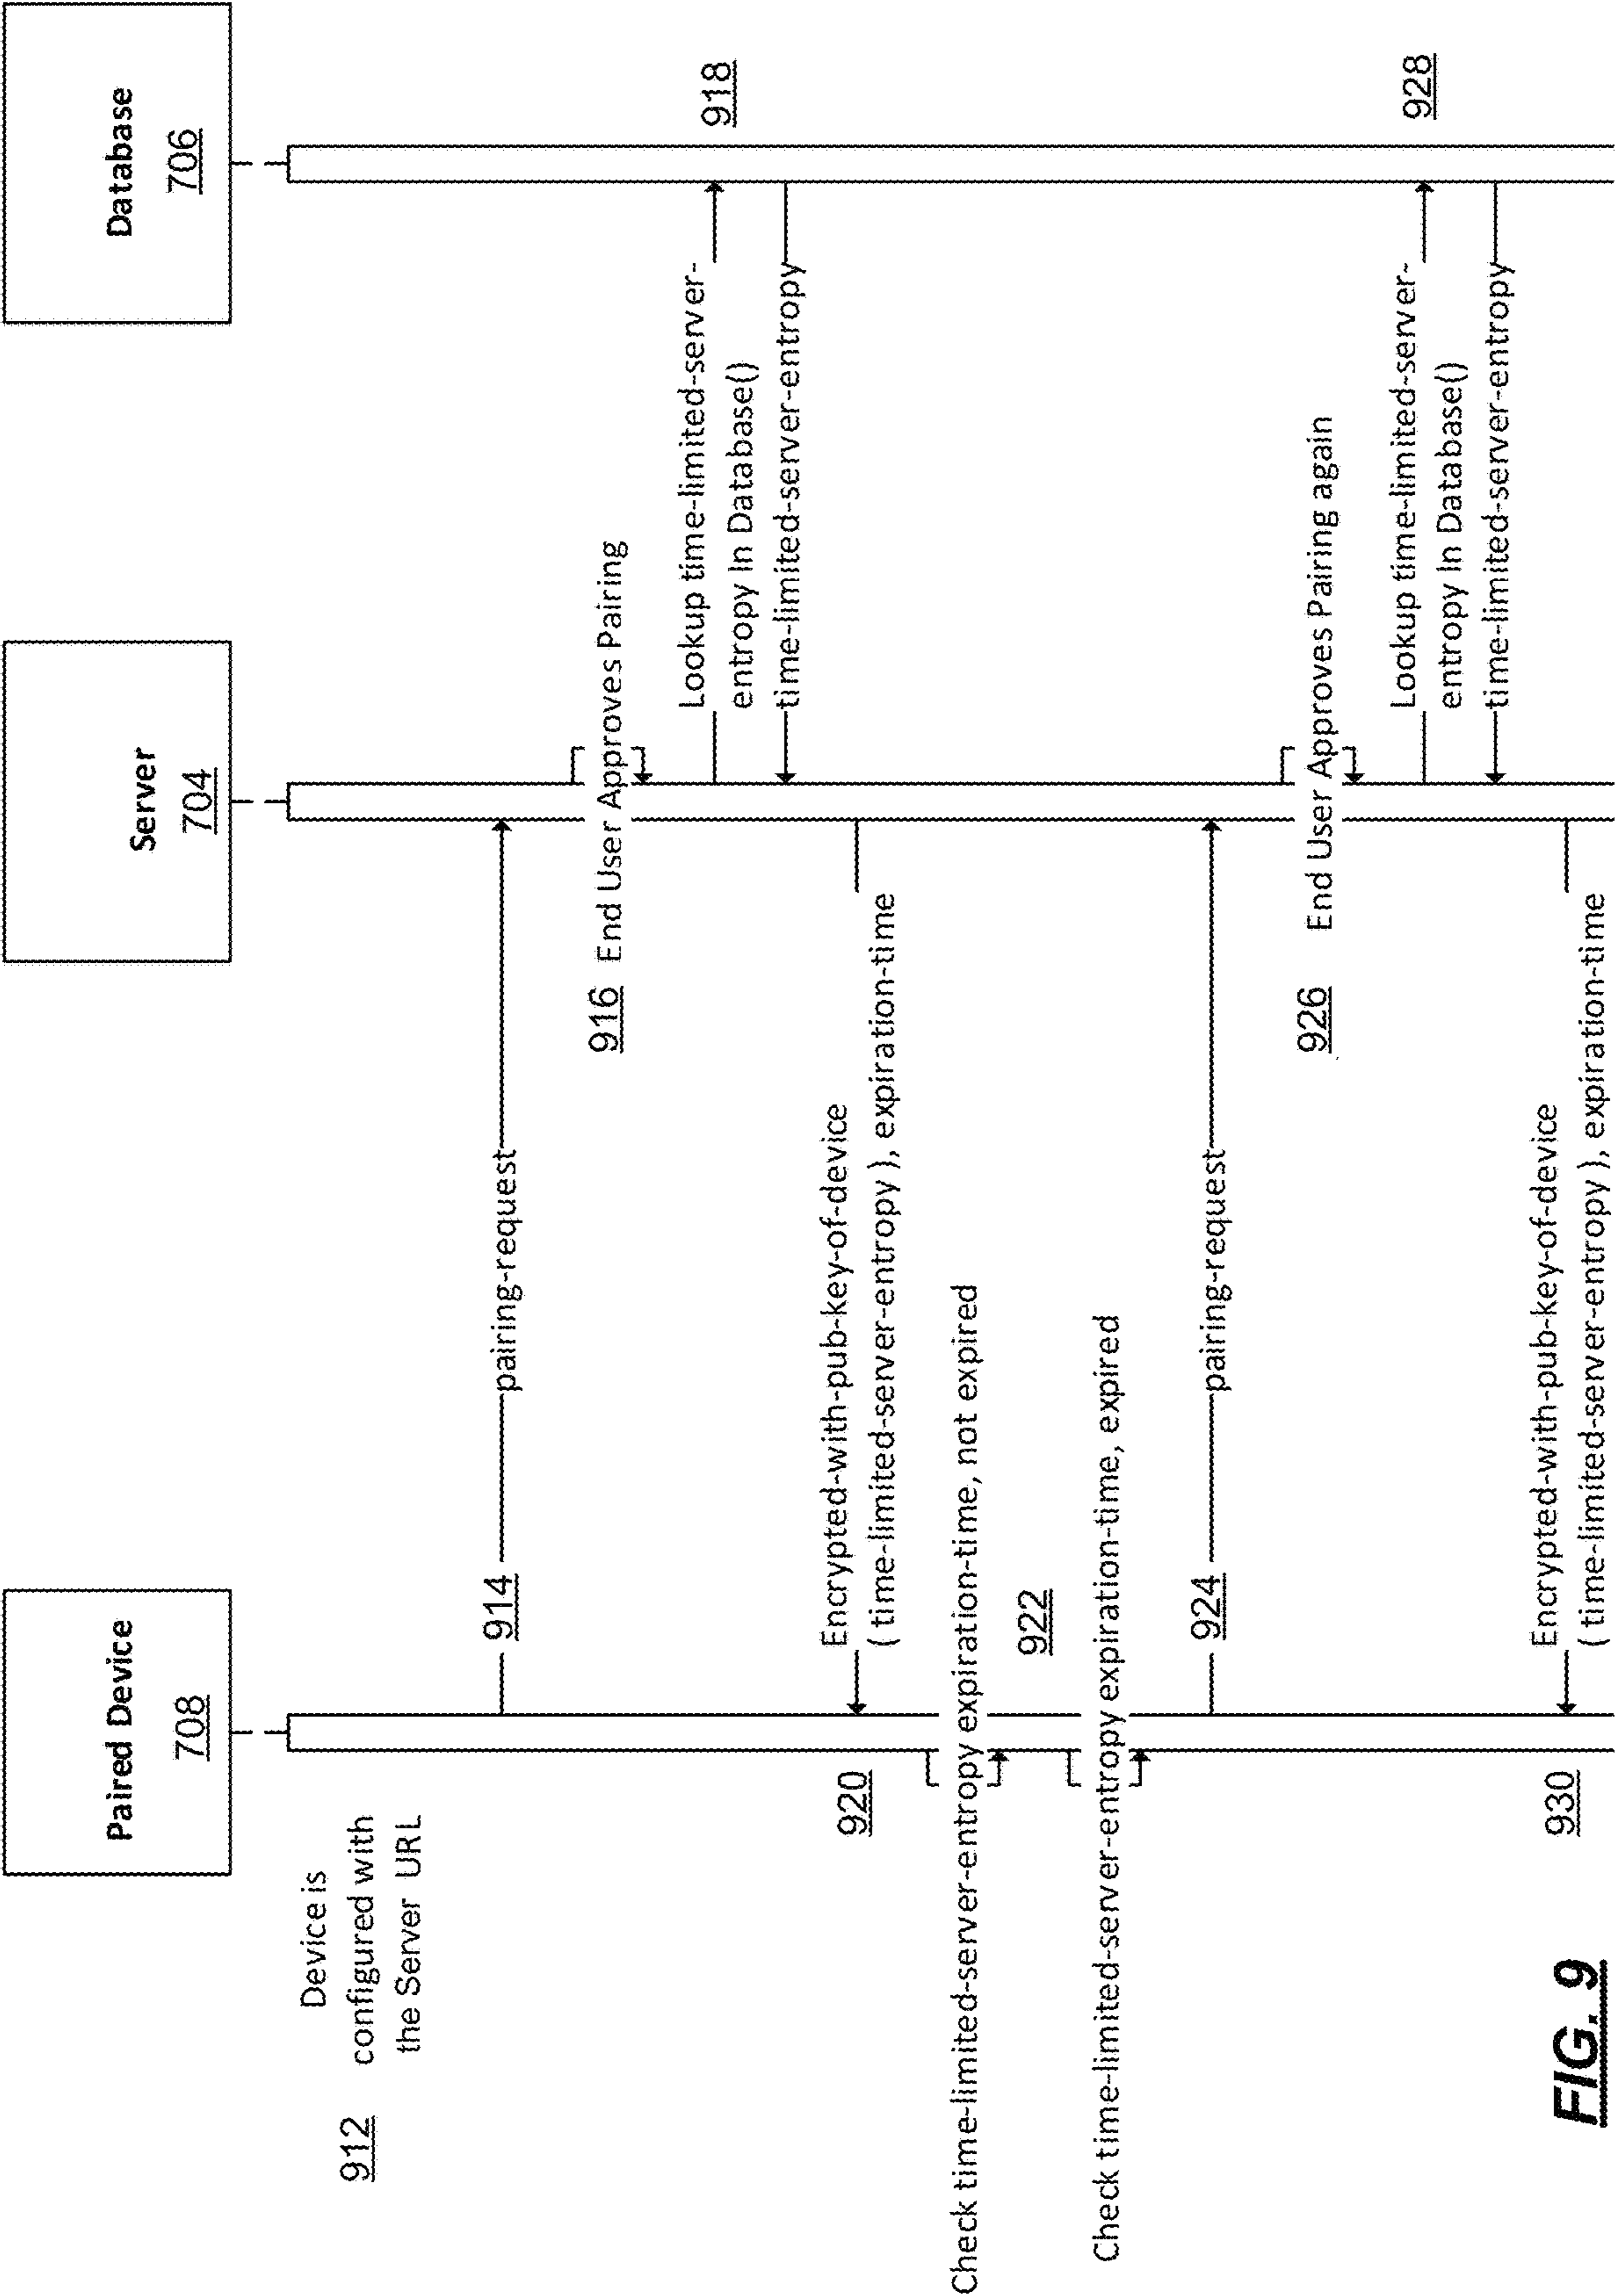 Paired Device
708
Server
704
Database
706
Device is
912 configured with
the Server URL
914
pairing-request
916 End User Approves Pairing
Lookup time-limited-server-
entropy In Database()
918
time-limited-server-entropy
Encrypted-with-pub-key-of-device
( time-limited-server-entropy ), expiration-time
920
Check time-limited-server-entropy expiration-time, not expired
922
Check time-limited-server-entropy expiration-time, expired
924
pairing-request
926 End User Approves Pairing again
Lookup time-limited-server-
entropy In Database()
928
time-limited-server-entropy
Encrypted-with-pub-key-of-device
( time-limited-server-entropy ), expiration-time
930
FIG. 9